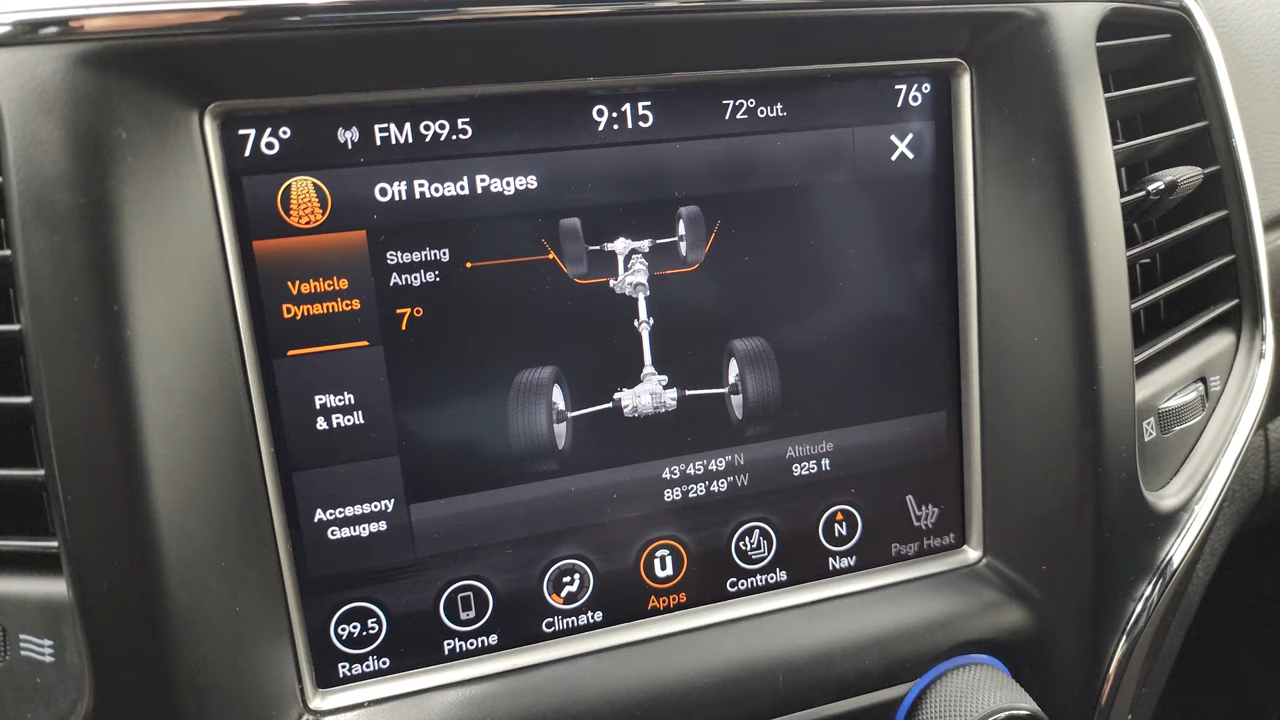 76° FM 99.5 9:15 72°out. 76°
Off Road Pages
Vehicle
Dynamics
Steering
Angle:
7°
Pitch
& Roll
Accessory
Gauges
43°45'49" N
88°28'49" W
Altitude
925 ft
99.5
Radio
Phone
Climate
Apps
Controls
N
Nav
Psgr Heat